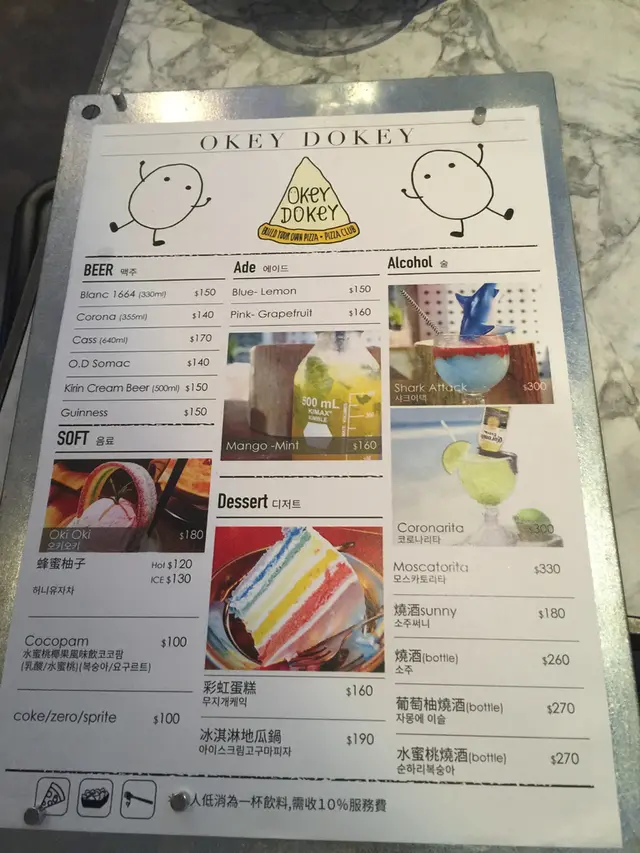 OKEY DOKEY
OKEY
DOKEY
BUILD YOUR OWN PIZZA + PIZZA CLUB
BEER 맥주
Blanc 1664 (330ml) $150
Corona (355ml) $140
Cass (640ml) $170
O.D Somac $140
Kirin Cream Beer (500ml) $150
Guinness $150
SOFT 음료
Oki Oki $180
오키오키
蜂蜜柚子 Hot $120
ICE $130
허니유자차
Cocopam $100
水蜜桃椰果風味飲코코팜
(乳酸/水蜜桃)(복숭아/요구르트)
coke/zero/sprite $100
Ade 에이드
Blue- Lemon $150
Pink- Grapefruit $160
500 mL
KIMAX
KIMBLE
Mango -Mint $160
Dessert 디저트
彩虹蛋糕 $160
무지개케익
冰淇淋地瓜鍋 $190
아이스크림고구마피자
Alcohol 술
Shark Attack $300
샤크어택
Coronarita $300
코로나리타
Moscatorita $330
모스카토리타
燒酒sunny $180
소주써니
燒酒(bottle) $260
소주
葡萄柚燒酒(bottle) $270
자몽에 이슬
水蜜桃燒酒(bottle) $270
순하리복숭아
人低消為一杯飲料,需收10%服務費